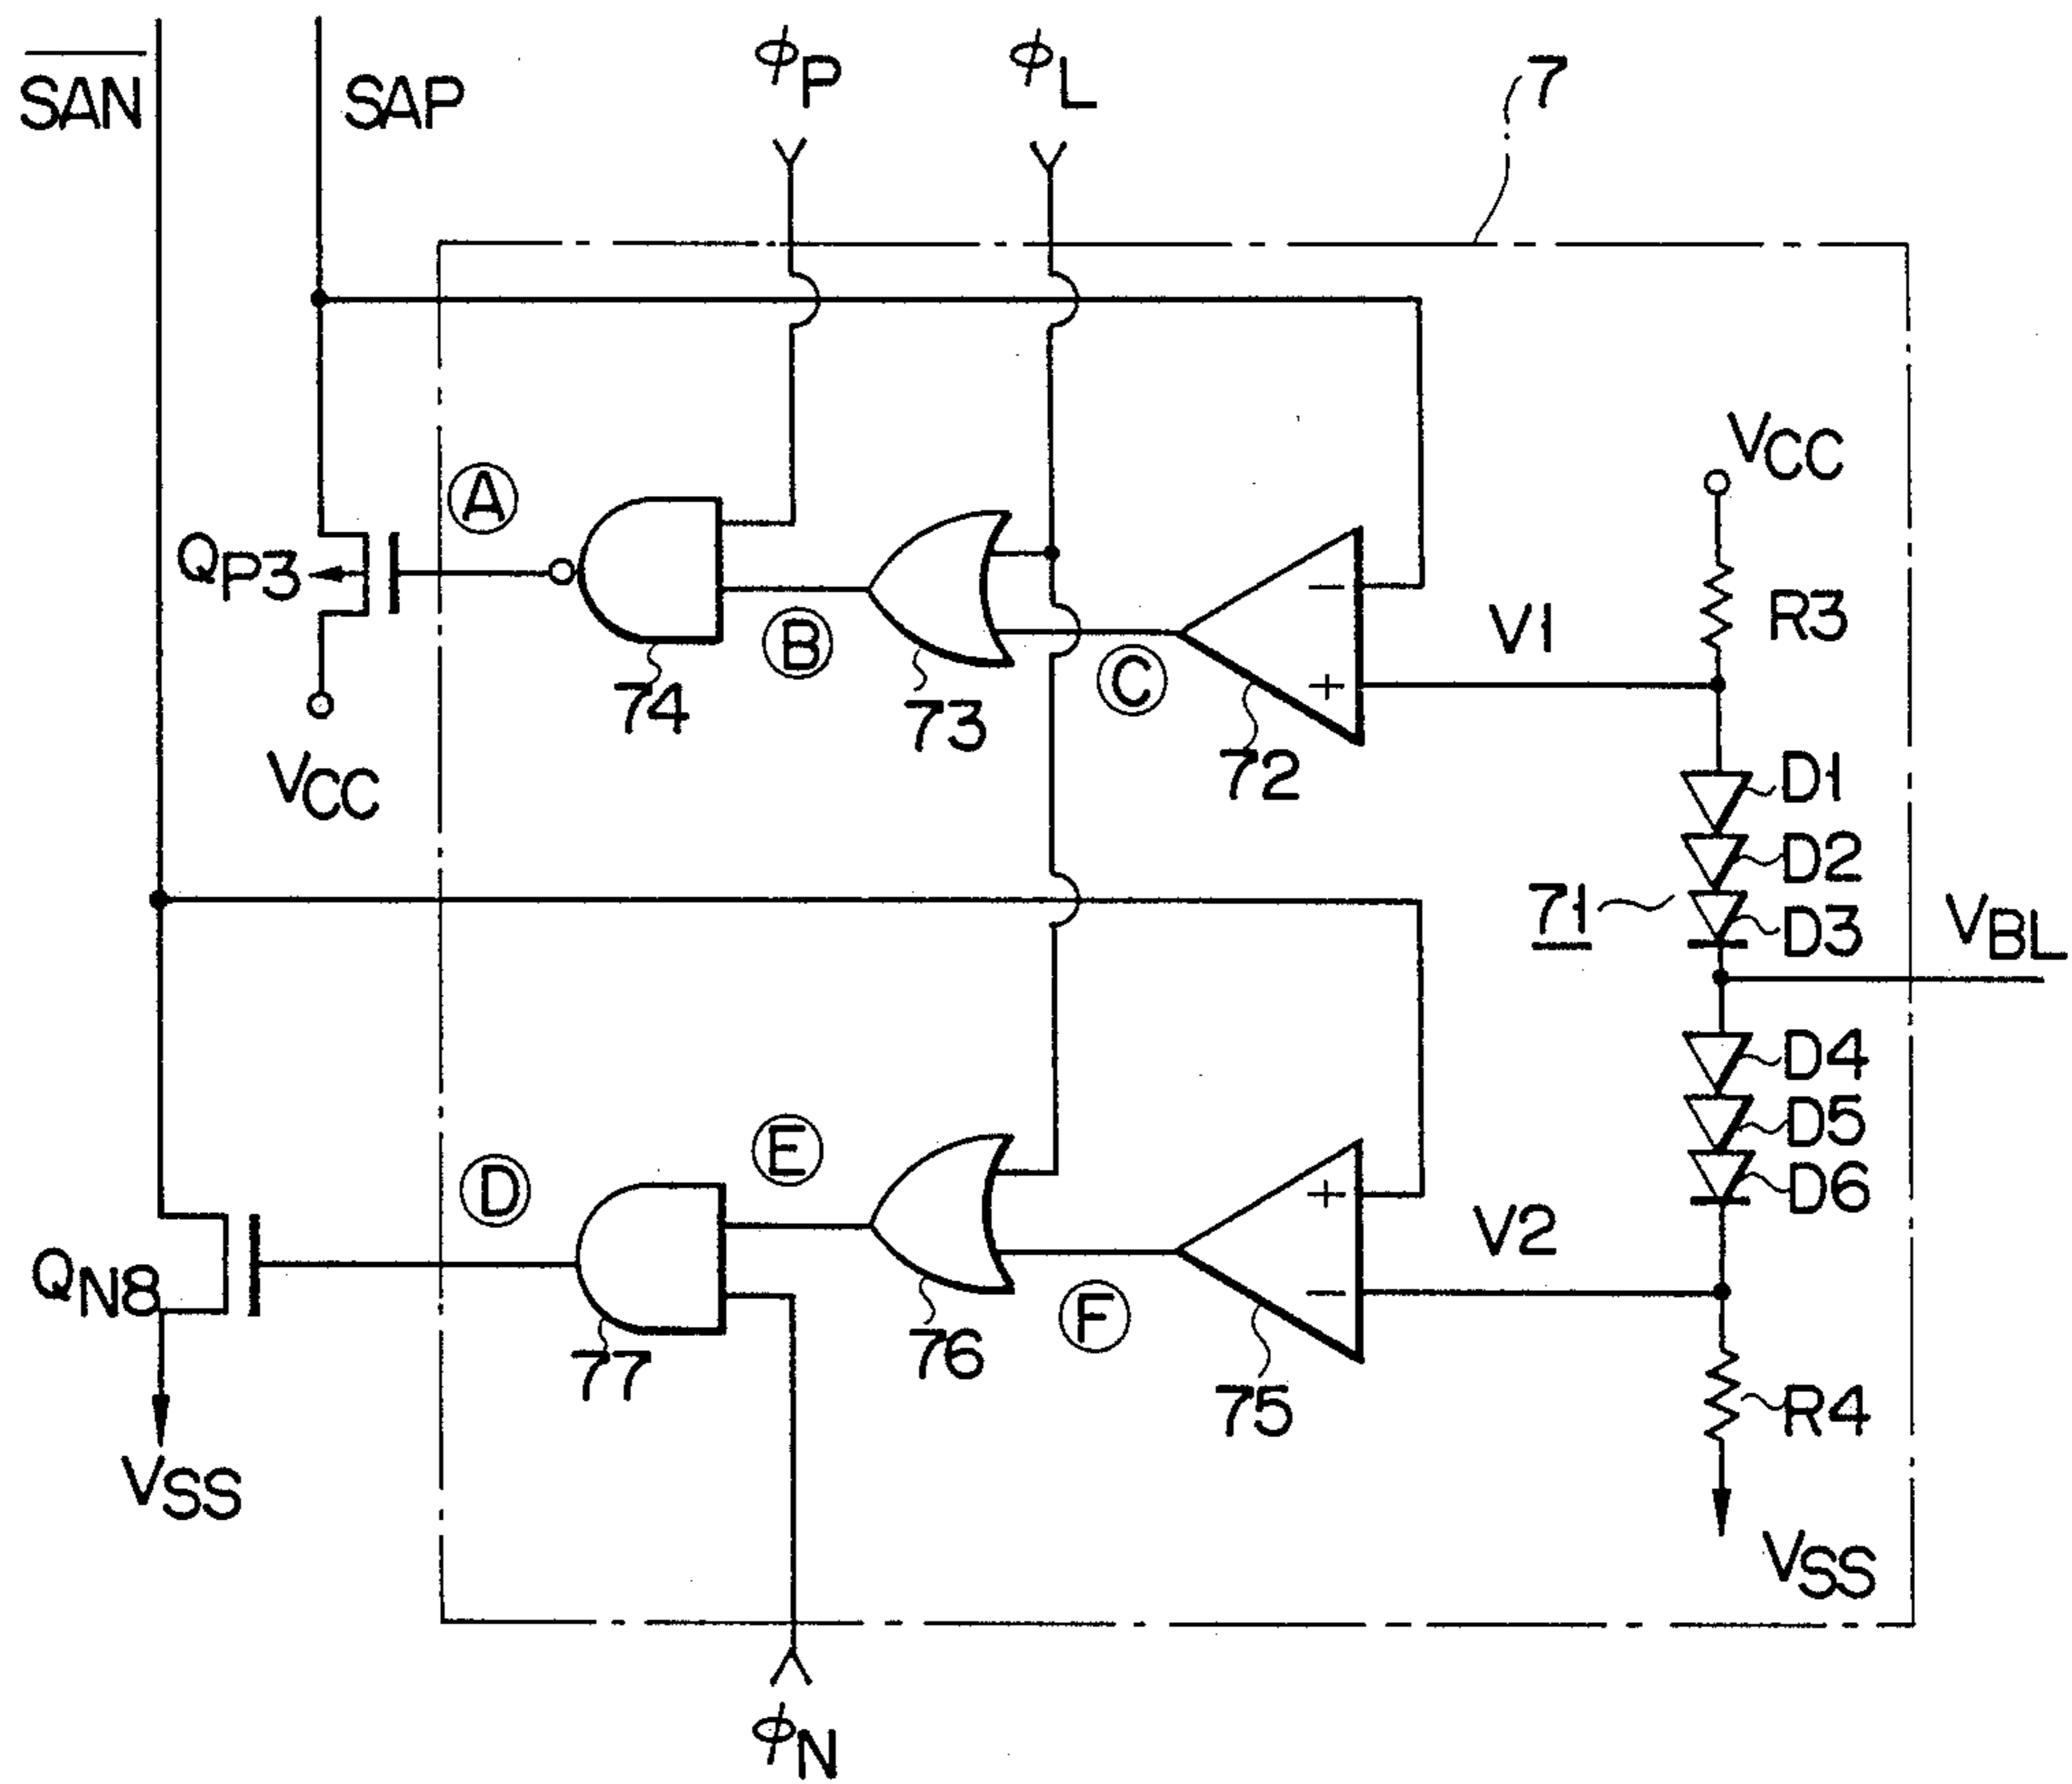 S̅A̅N̅
SAP
ϕP
ϕL
7
A
QP3
VCC
74
B
73
C
72
V1
VCC
R3
D1
D2
D3
71
VBL
D4
D5
D6
D
E
QN8
77
76
F
75
V2
R4
VSS
VSS
ϕN